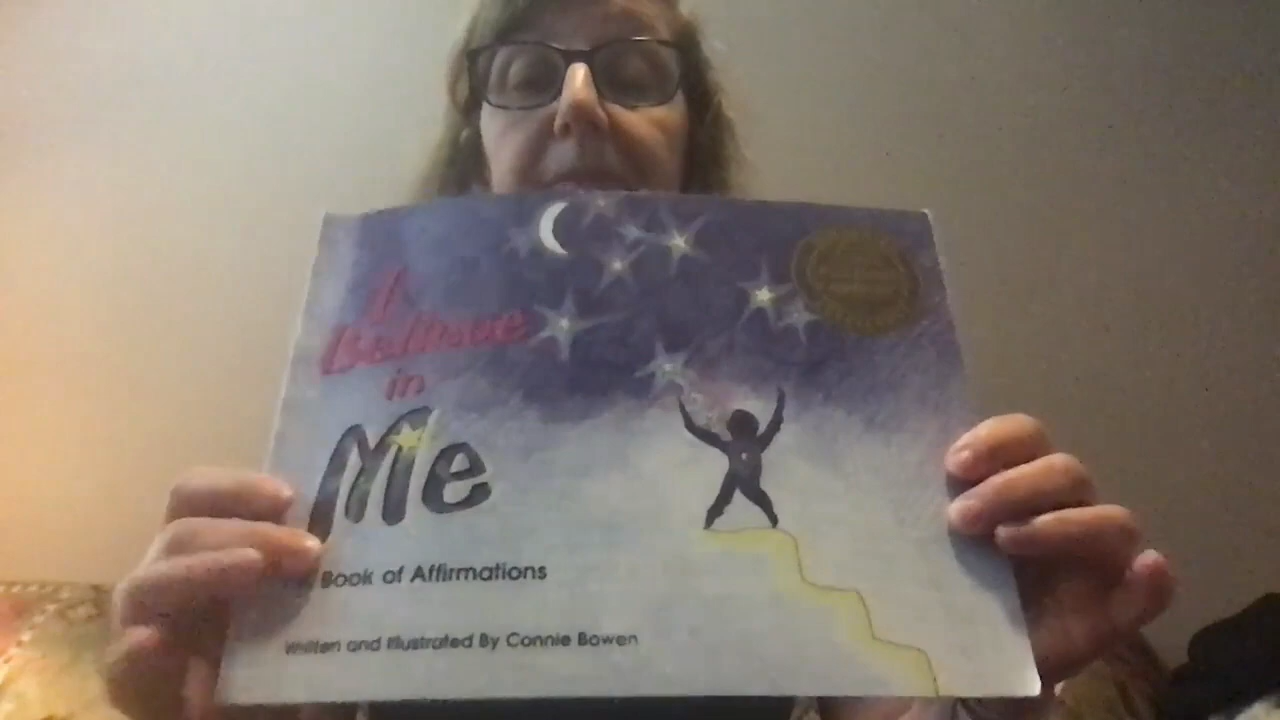 I
Believe
in
Me
Book of Affirmations
Written and Illustrated By Connie Bowen